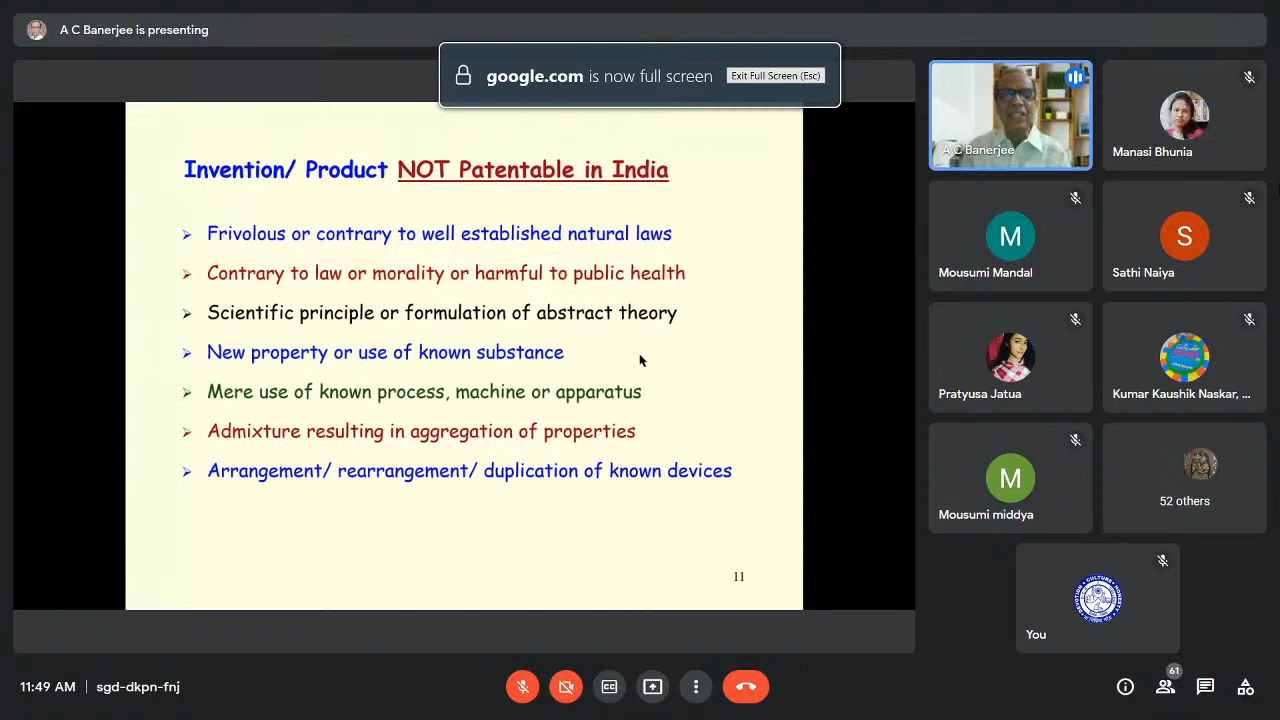 A C Banerjee is presenting
google.com is now full screen Exit Full Screen (Esc)
Invention/ Product NOT Patentable in India
➢ Frivolous or contrary to well established natural laws
➢ Contrary to law or morality or harmful to public health
➢ Scientific principle or formulation of abstract theory
➢ New property or use of known substance
➢ Mere use of known process, machine or apparatus
➢ Admixture resulting in aggregation of properties
➢ Arrangement/ rearrangement/ duplication of known devices
11
A C Banerjee
Manasi Bhunia
M
Mousumi Mandal
S
Sathi Naiya
Pratyusa Jatua
Kumar Kaushik Naskar, ...
M
Mousumi middya
52 others
CULTURE
You
11:49 AM | sgd-dkpn-fnj
CC
61